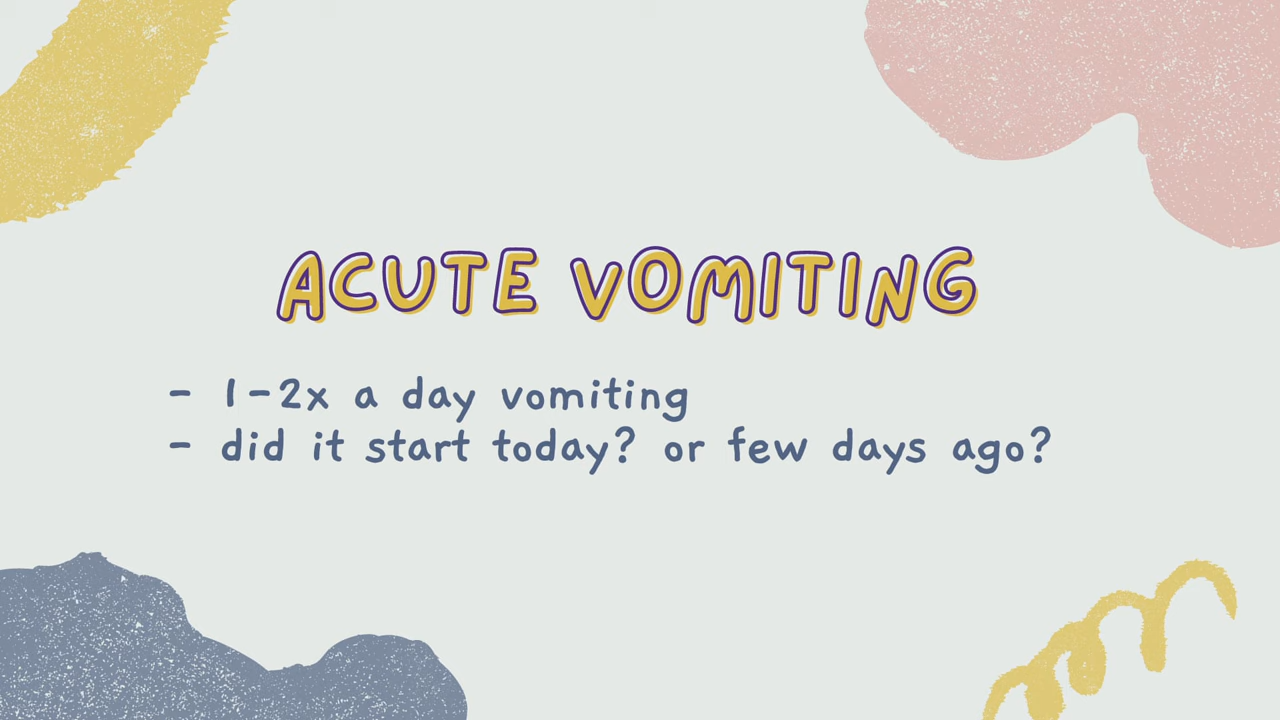 ACUTE VOMITING
- 1-2x a day vomiting
- did it start today? or few days ago?